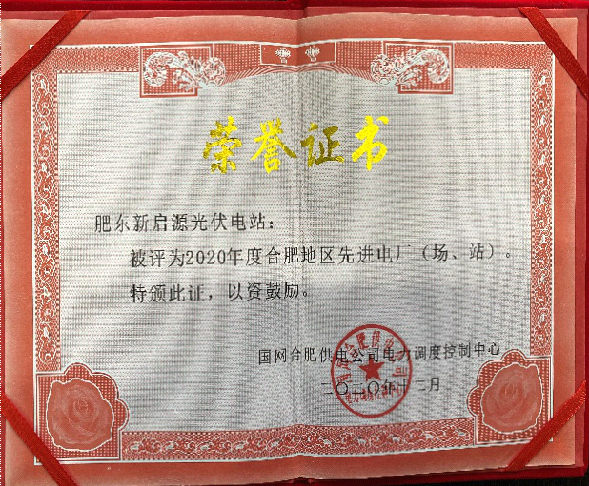 荣誉证书
肥东新启源光伏电站：
被评为2020年度合肥地区先进电厂（场、站）。
特颁此证，以资鼓励。
国网合肥供电公司电力调度控制中心
二〇二〇年十二月